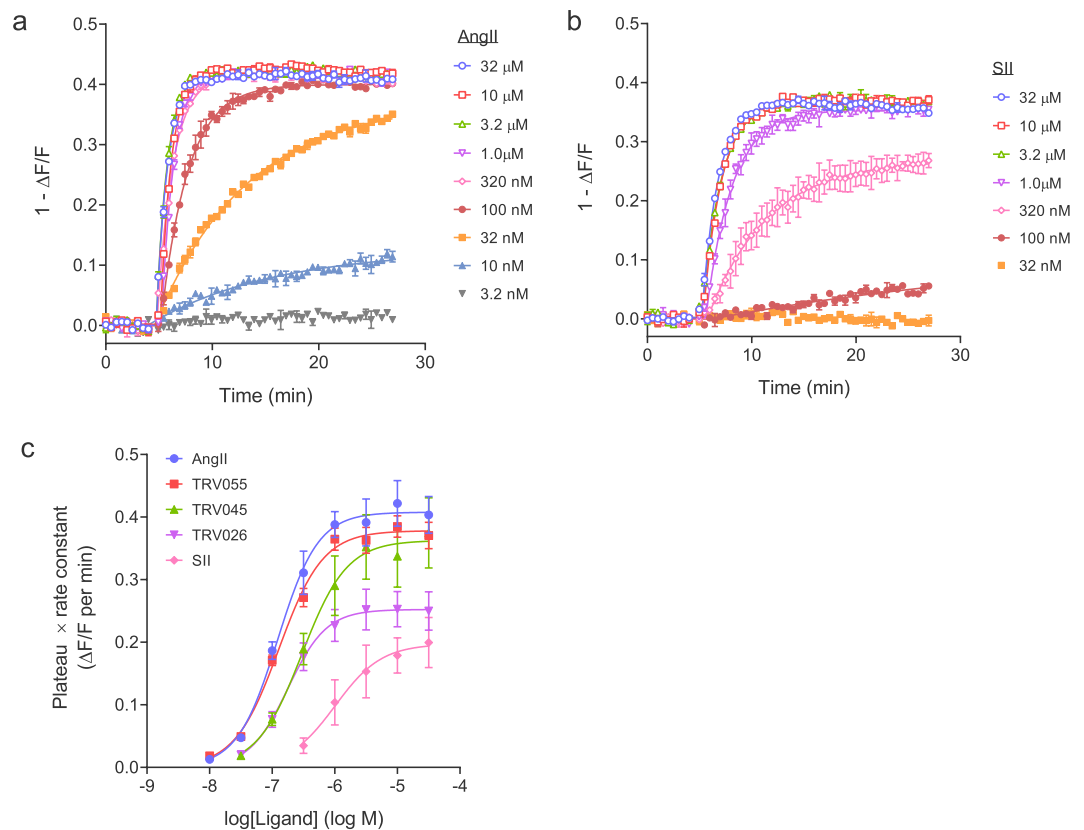 a
0.5
0.4
0.3
0.2
0.1
0.0
1 - ΔF/F
0
10
20
30
Time (min)
AngII
32 µM
10 µM
3.2 µM
1.0µM
320 nM
100 nM
32 nM
10 nM
3.2 nM
b
0.5
0.4
0.3
0.2
0.1
0.0
1 - ΔF/F
0
10
20
30
Time (min)
SII
32 µM
10 µM
3.2 µM
1.0µM
320 nM
100 nM
32 nM
c
0.5
0.4
0.3
0.2
0.1
0.0
Plateau × rate constant
(ΔF/F per min)
AngII
TRV055
TRV045
TRV026
SII
-9
-8
-7
-6
-5
-4
log[Ligand] (log M)